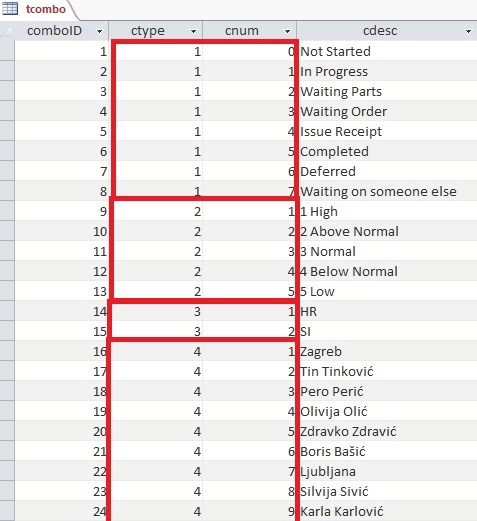 tcombo
comboID ctype cnum cdesc
1 1 0 Not Started
2 1 1 In Progress
3 1 2 Waiting Parts
4 1 3 Waiting Order
5 1 4 Issue Receipt
6 1 5 Completed
7 1 6 Deferred
8 1 7 Waiting on someone else
9 2 1 1 High
10 2 2 2 Above Normal
11 2 3 3 Normal
12 2 4 4 Below Normal
13 2 5 5 Low
14 3 1 HR
15 3 2 SI
16 4 1 Zagreb
17 4 2 Tin Tinković
18 4 3 Pero Perić
19 4 4 Olivija Olić
20 4 5 Zdravko Zdravić
21 4 6 Boris Bašić
22 4 7 Ljubljana
23 4 8 Silvija Sivić
24 4 9 Karla Karlović